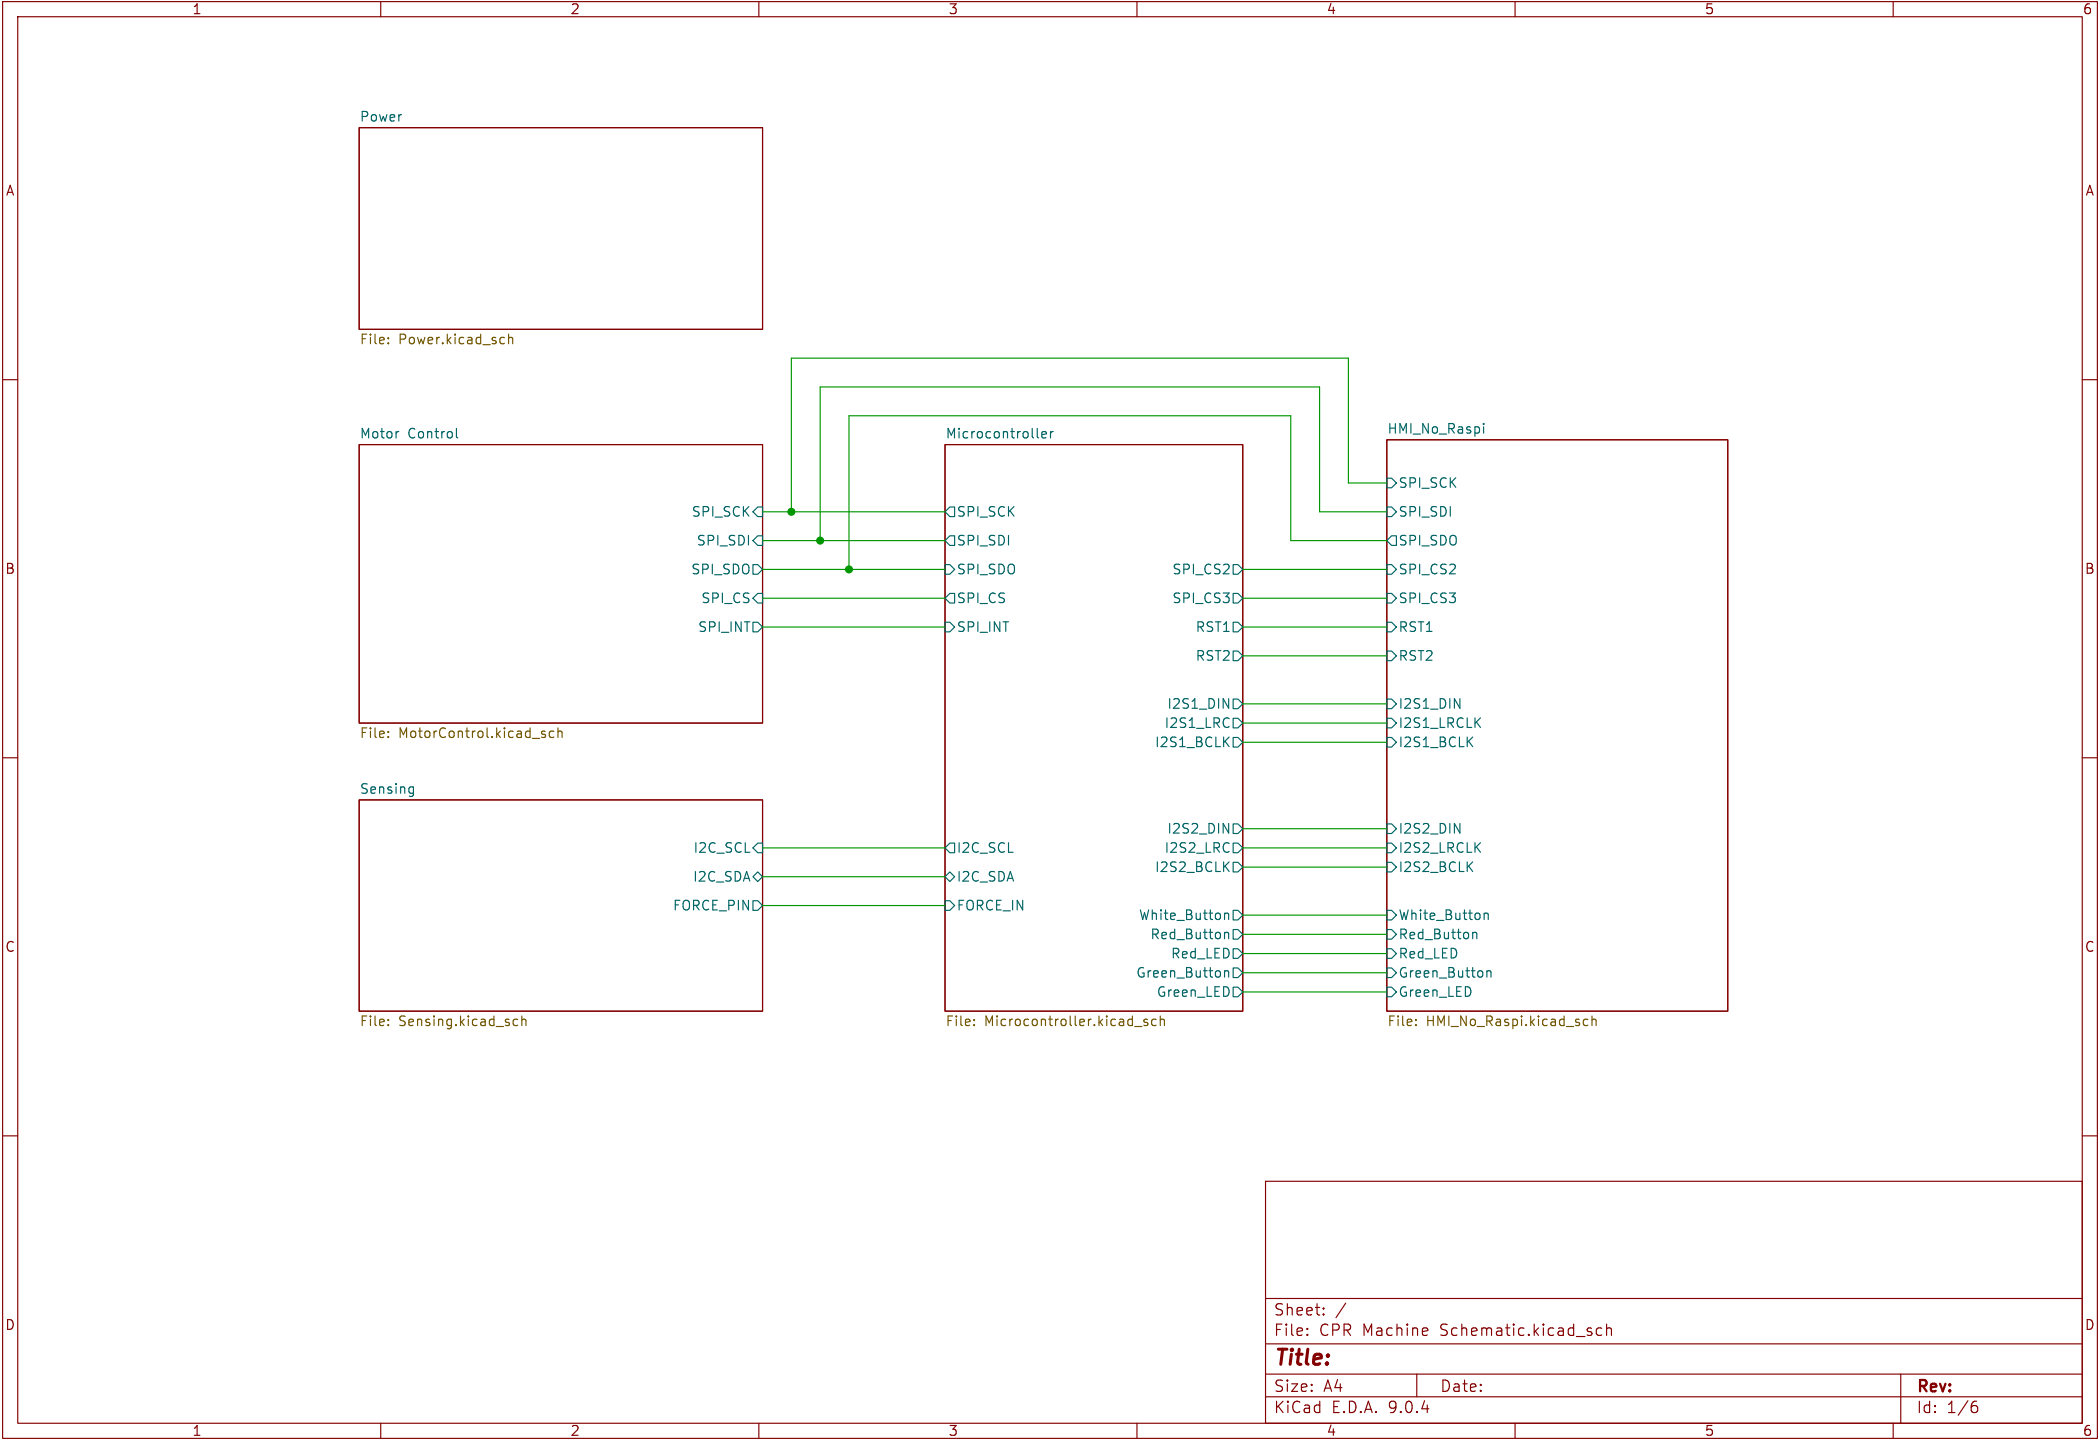 1 2 3 4 5 6
A A
Power
File: Power.kicad_sch
B B
Motor Control
SPI_SCK
SPI_SDI
SPI_SDO
SPI_CS
SPI_INT
File: MotorControl.kicad_sch
Microcontroller
SPI_SCK
SPI_SDI
SPI_SDO
SPI_CS
SPI_INT
SPI_CS2
SPI_CS3
RST1
RST2
I2S1_DIN
I2S1_LRC
I2S1_BCLK
I2S2_DIN
I2S2_LRC
I2S2_BCLK
I2C_SCL
I2C_SDA
FORCE_IN
White_Button
Red_Button
Red_LED
Green_Button
Green_LED
File: Microcontroller.kicad_sch
HMI_No_Raspi
SPI_SCK
SPI_SDI
SPI_SDO
SPI_CS2
SPI_CS3
RST1
RST2
I2S1_DIN
I2S1_LRCLK
I2S1_BCLK
I2S2_DIN
I2S2_LRCLK
I2S2_BCLK
White_Button
Red_Button
Red_LED
Green_Button
Green_LED
File: HMI_No_Raspi.kicad_sch
C C
Sensing
I2C_SCL
I2C_SDA
FORCE_PIN
File: Sensing.kicad_sch
D D
Sheet: /
File: CPR Machine Schematic.kicad_sch
Title:
Size: A4 Date: Rev:
KiCad E.D.A. 9.0.4 Id: 1/6
1 2 3 4 5 6